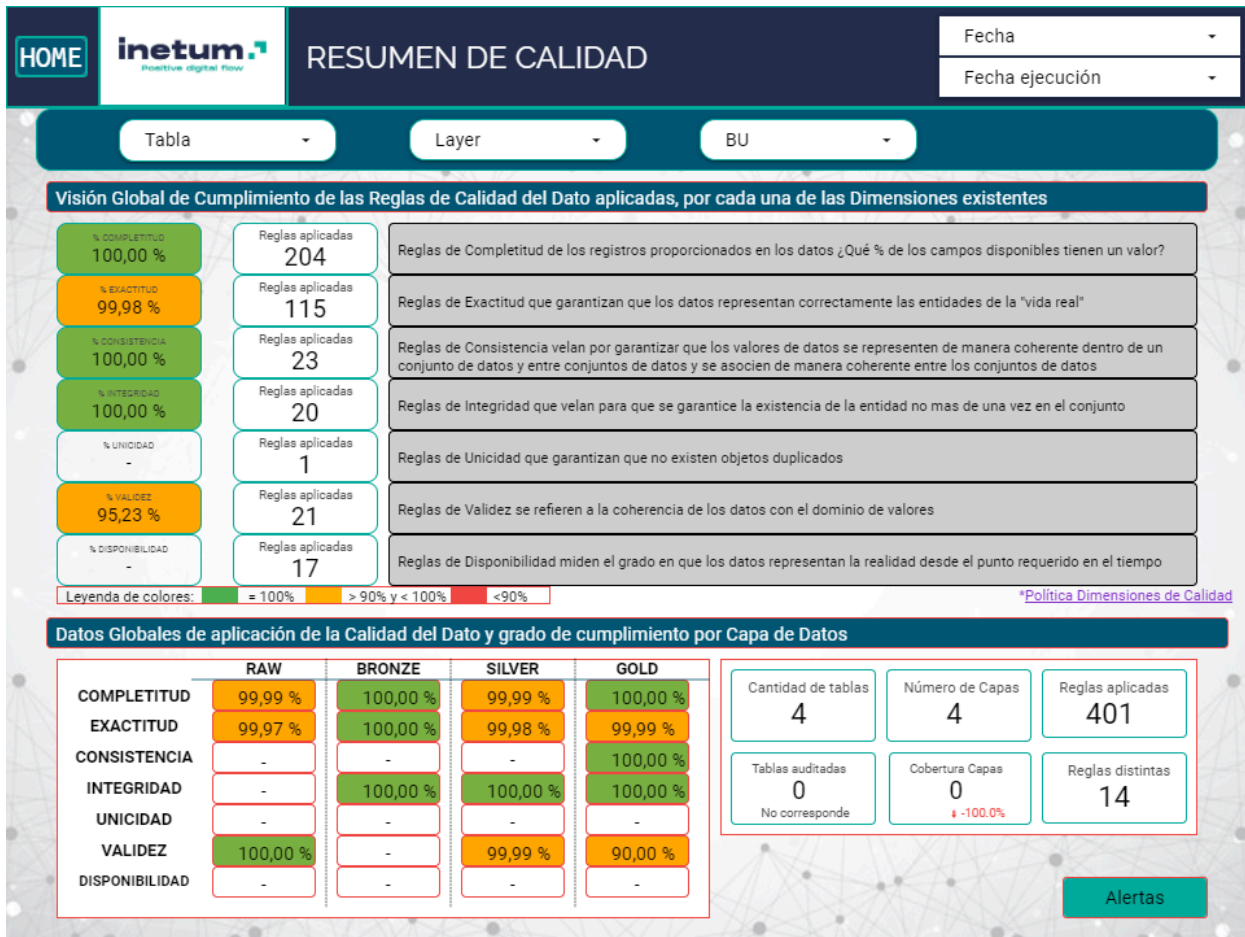 HOME
inetum.
Positive digital flow
RESUMEN DE CALIDAD
Fecha
Fecha ejecución
Tabla
Layer
BU
Visión Global de Cumplimiento de las Reglas de Calidad del Dato aplicadas, por cada una de las Dimensiones existentes
% COMPLETITUD
100,00 %
Reglas aplicadas
204
Reglas de Completitud de los registros proporcionados en los datos ¿Qué % de los campos disponibles tienen un valor?
% EXACTITUD
99,98 %
Reglas aplicadas
115
Reglas de Exactitud que garantizan que los datos representan correctamente las entidades de la "vida real"
% CONSISTENCIA
100,00 %
Reglas aplicadas
23
Reglas de Consistencia velan por garantizar que los valores de datos se representen de manera coherente dentro de un
conjunto de datos y entre conjuntos de datos y se asocien de manera coherente entre los conjuntos de datos
% INTEGRIDAD
100,00 %
Reglas aplicadas
20
Reglas de Integridad que velan para que se garantice la existencia de la entidad no mas de una vez en el conjunto
% UNICIDAD
-
Reglas aplicadas
1
Reglas de Unicidad que garantizan que no existen objetos duplicados
% VALIDEZ
95,23 %
Reglas aplicadas
21
Reglas de Validez se refieren a la coherencia de los datos con el dominio de valores
% DISPONIBILIDAD
-
Reglas aplicadas
17
Reglas de Disponibilidad miden el grado en que los datos representan la realidad desde el punto requerido en el tiempo
Leyenda de colores: = 100% > 90% y < 100% <90%
*Política Dimensiones de Calidad
Datos Globales de aplicación de la Calidad del Dato y grado de cumplimiento por Capa de Datos
RAW BRONZE SILVER GOLD
COMPLETITUD 99,99 % 100,00 % 99,99 % 100,00 %
EXACTITUD 99,97 % 100,00 % 99,98 % 99,99 %
CONSISTENCIA - - - 100,00 %
INTEGRIDAD - 100,00 % 100,00 % 100,00 %
UNICIDAD - - - -
VALIDEZ 100,00 % - 99,99 % 90,00 %
DISPONIBILIDAD - - - -
Cantidad de tablas
4
Número de Capas
4
Reglas aplicadas
401
Tablas auditadas
0
No corresponde
Cobertura Capas
0
⬇ -100.0%
Reglas distintas
14
Alertas